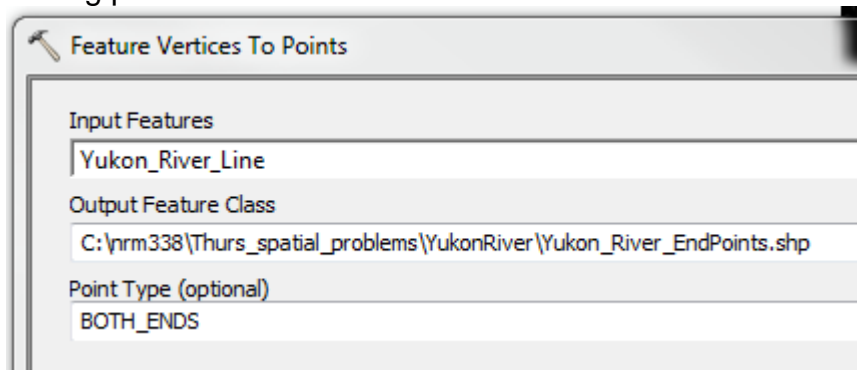 Feature Vertices To Points
Input Features
Yukon_River_Line
Output Feature Class
C:\nrm338\Thurs_spatial_problems\YukonRiver\Yukon_River_EndPoints.shp
Point Type (optional)
BOTH_ENDS